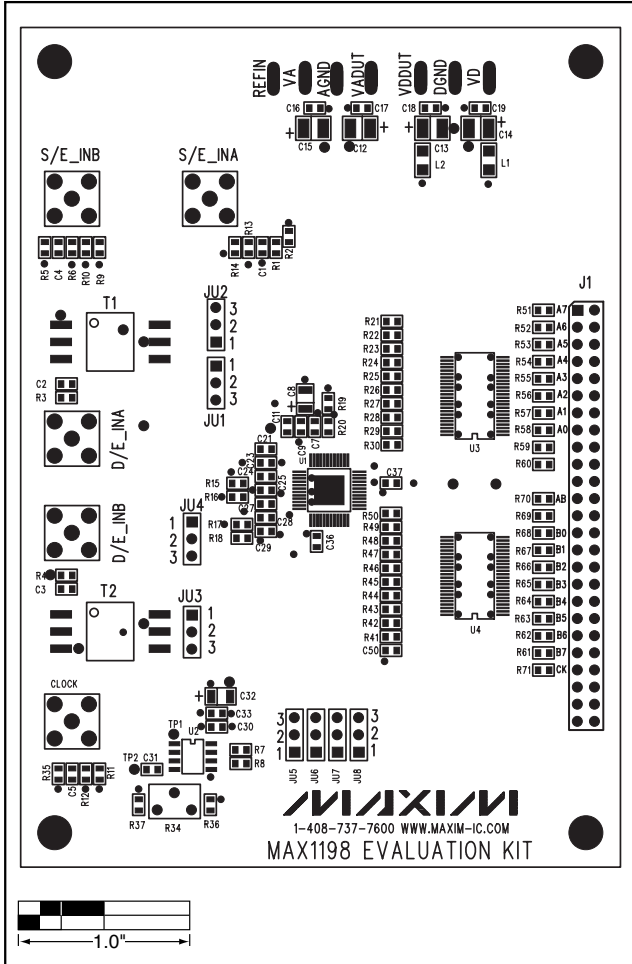 REFIN
VA
AGND
VADUT
VDDUT
DGND
VD
C16
C17
C18
C19
C15
C12
C13
C14
L2
L1
S/E_INB
S/E_INA
R5
C4
R6
R10
R9
R14
R13
C1
R1
R2
J1
T1
JU2
3
2
1
1
2
3
JU1
C2
R3
D/E_INA
D/E_INB
R4
C3
T2
JU4
1
2
3
JU3
1
2
3
C8
R19
C11
C9
C7
R20
U1
C21
C23
C24
C25
R15
R16
R17
R18
C28
C29
C36
C37
R21
R22
R23
R24
R25
R26
R27
R28
R29
R30
R50
R49
R48
R47
R46
R45
R44
R43
R42
R41
C50
U3
U4
R51 A7
R52 A6
R53 A5
R54 A4
R55 A3
R56 A2
R57 A1
R58 A0
R59
R60
R70 AB
R69
R68 B0
R67 B1
R66 B2
R65 B3
R64 B4
R63 B5
R62 B6
R61 B7
R71 CK
CLOCK
R35
C5
R12
R11
C32
C33
C30
TP1
U2
TP2
C31
R7
R8
R37
R34
R36
3
2
1
3
2
1
JU5
JU6
JU7
JU8
MAXIM
1-408-737-7600 WWW.MAXIM-IC.COM
MAX1198 EVALUATION KIT
1.0"